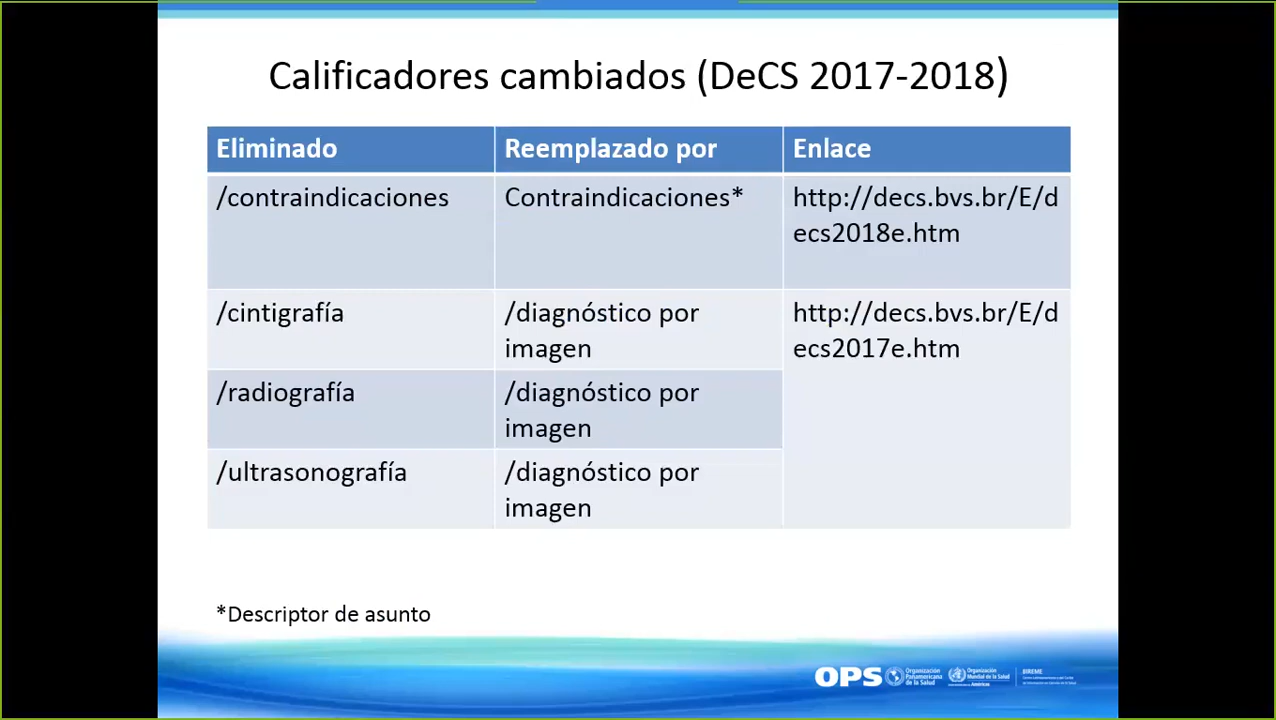 Calificadores cambiados (DeCS 2017-2018)
Eliminado
Reemplazado por
Enlace
/contraindicaciones
Contraindicaciones*
http://decs.bvs.br/E/d
ecs2018e.htm
/cintigrafía
/diagnóstico por
imagen
http://decs.bvs.br/E/d
ecs2017e.htm
/radiografía
/diagnóstico por
imagen
/ultrasonografía
/diagnóstico por
imagen
*Descriptor de asunto
OPS
Organización
Panamericana
de la Salud
Organización
Mundial de la Salud
Américas
BIREME